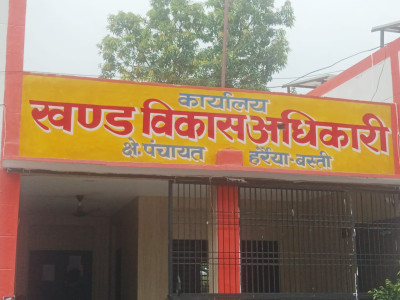 कार्यालय
खण्ड विकास अधिकारी
क्षे. पंचायत हर्रैया-बस्ती